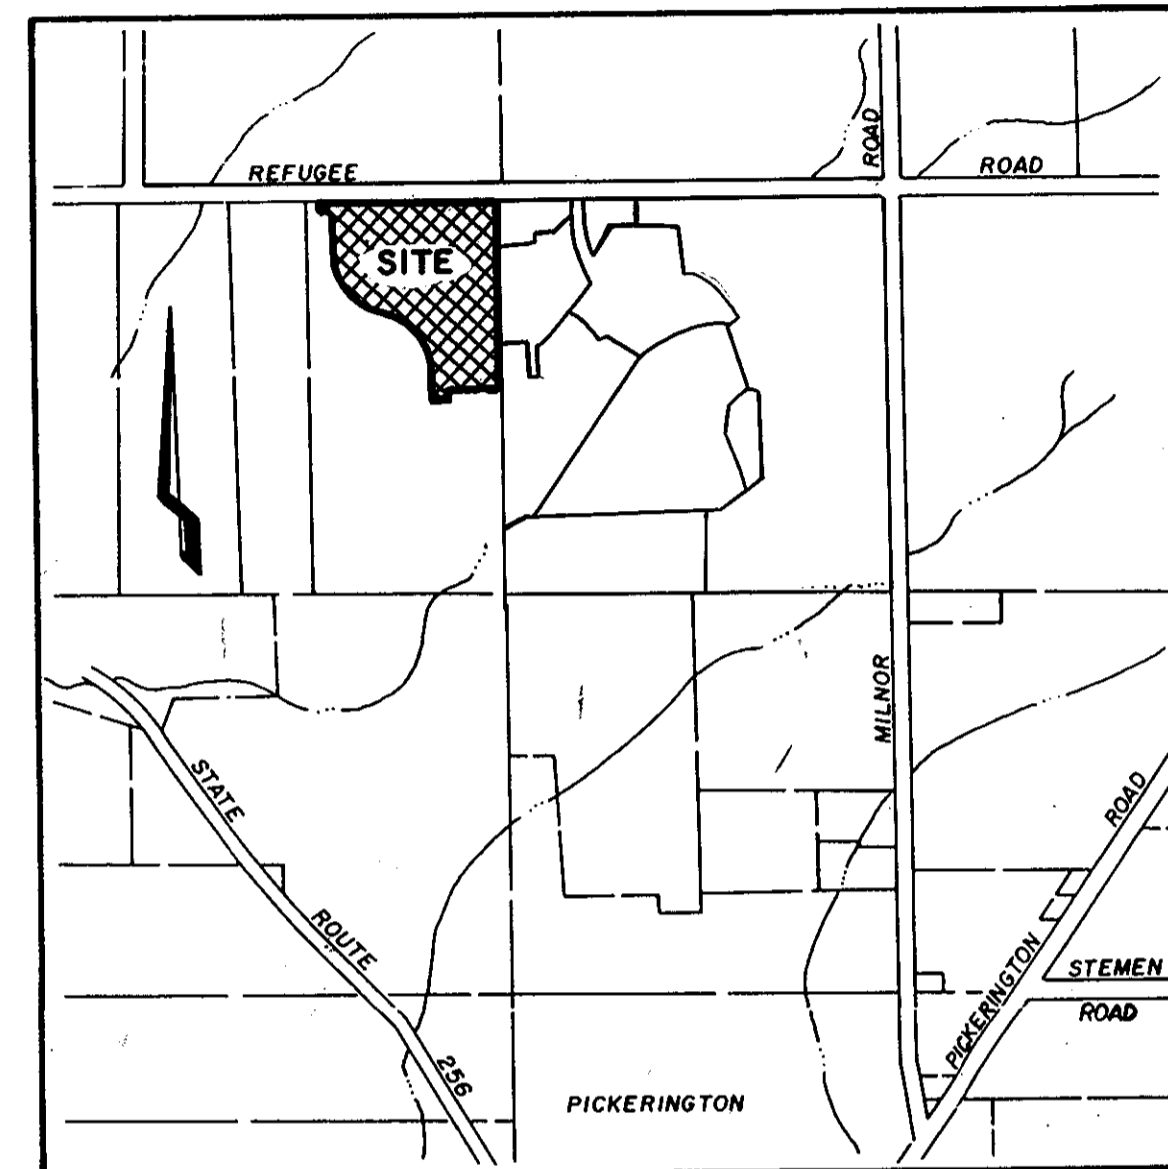 ROAD
REFUGEE
ROAD
SITE
MILNOR
STATE
ROAD
ROUTE
PICKERINGTON
STEMEN
ROAD
256
PICKERINGTON